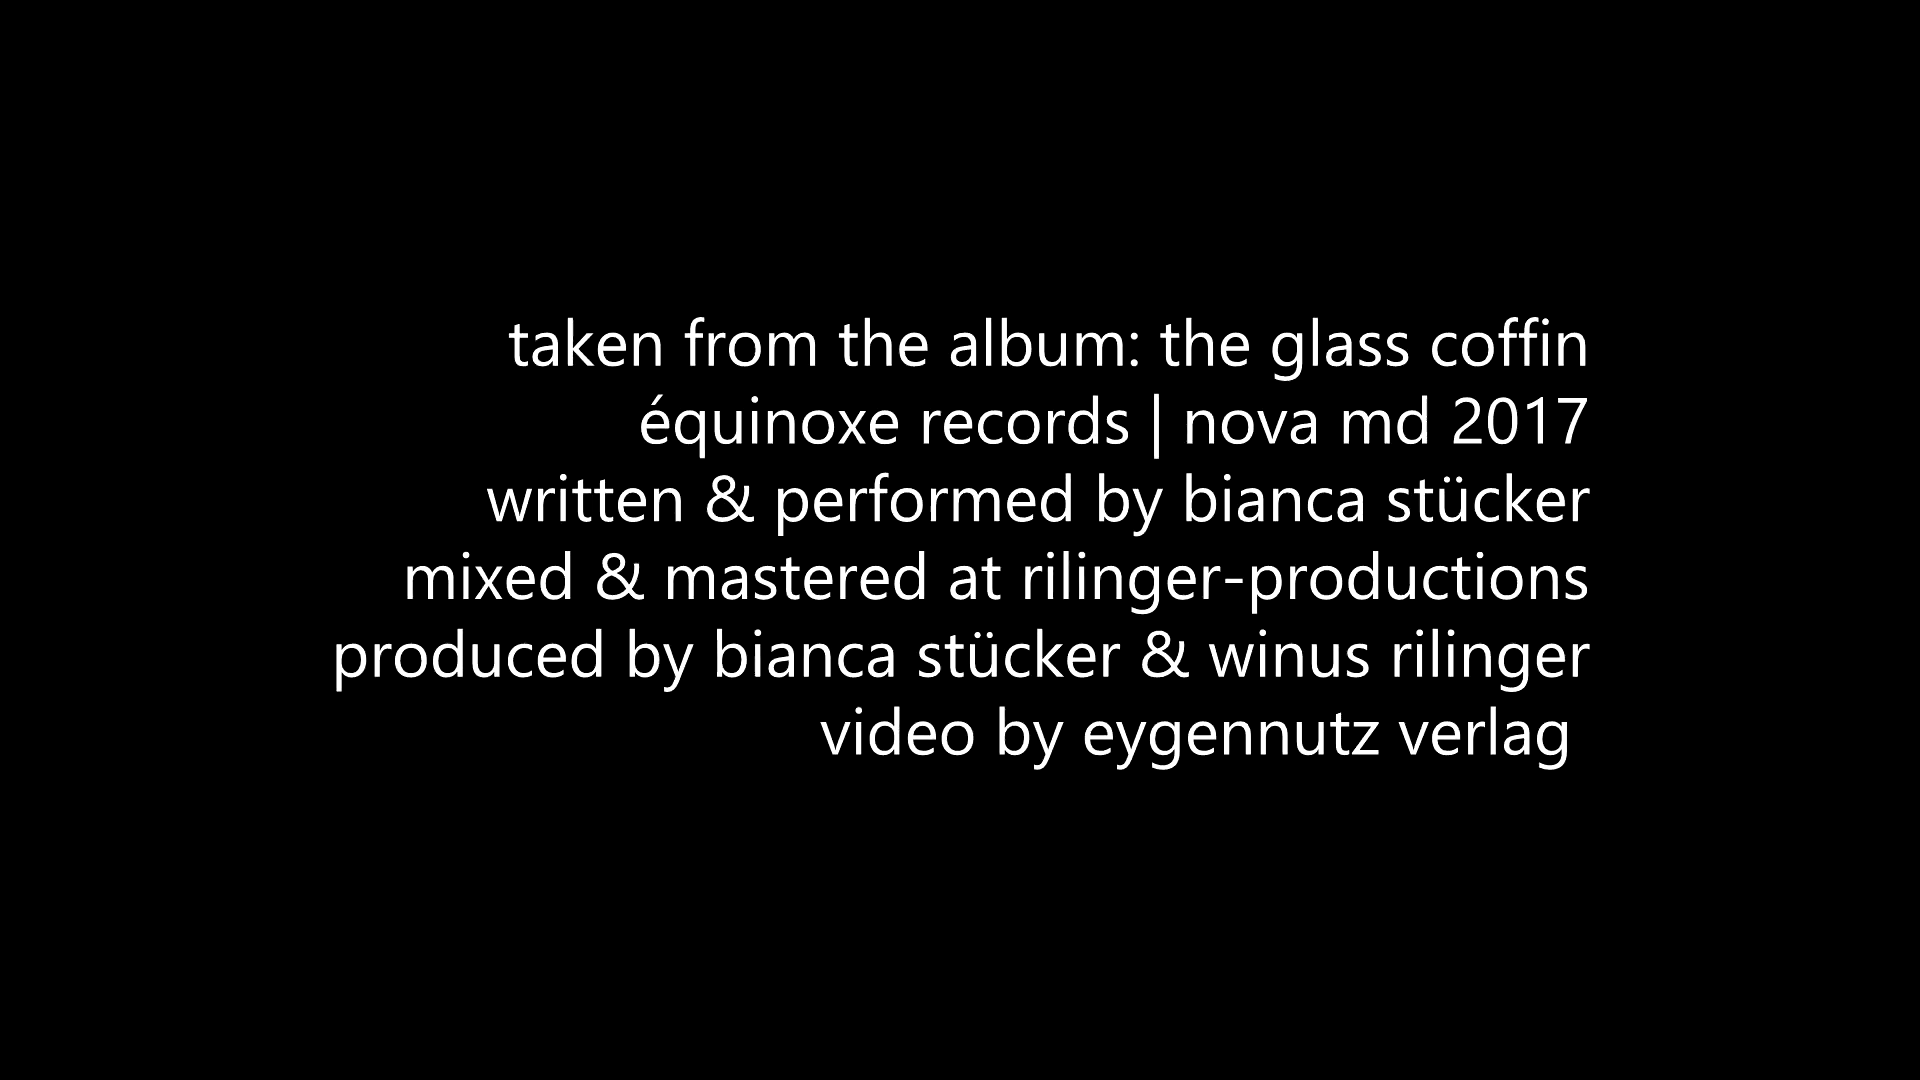 taken from the album: the glass coffin
équinoxe records | nova md 2017
written & performed by bianca stücker
mixed & mastered at rilinger-productions
produced by bianca stücker & winus rilinger
video by eygennutz verlag